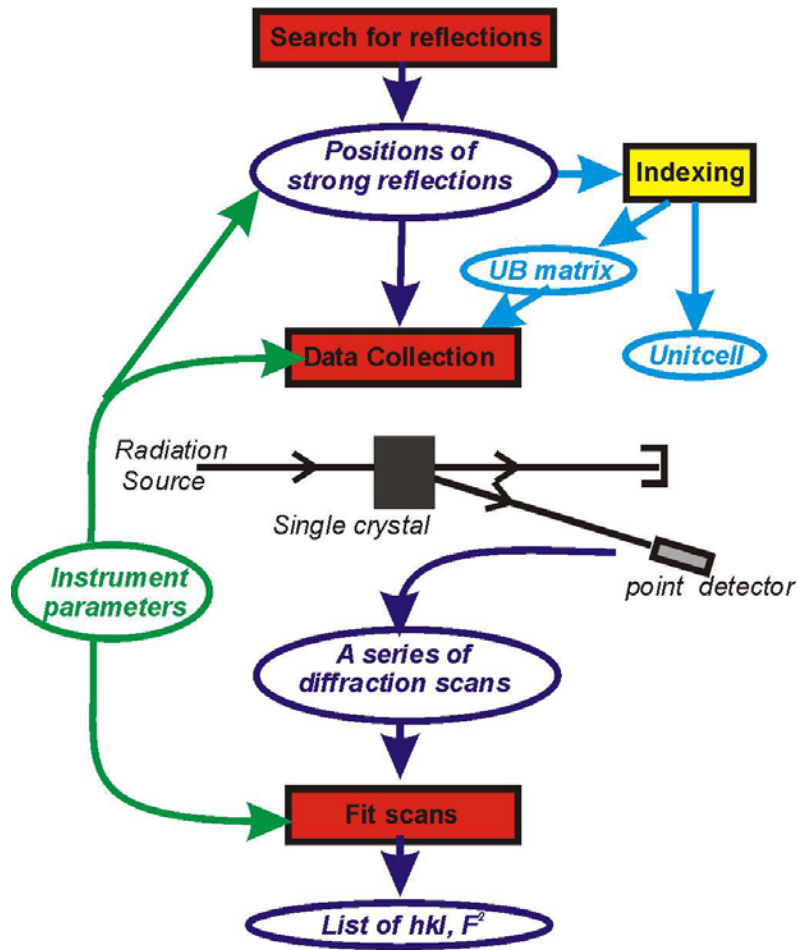 Search for reflections
Positions of
strong reflections
Indexing
UB matrix
Unitcell
Data Collection
Radiation
Source
Single crystal
point detector
Instrument
parameters
A series of
diffraction scans
Fit scans
List of hkl, F²